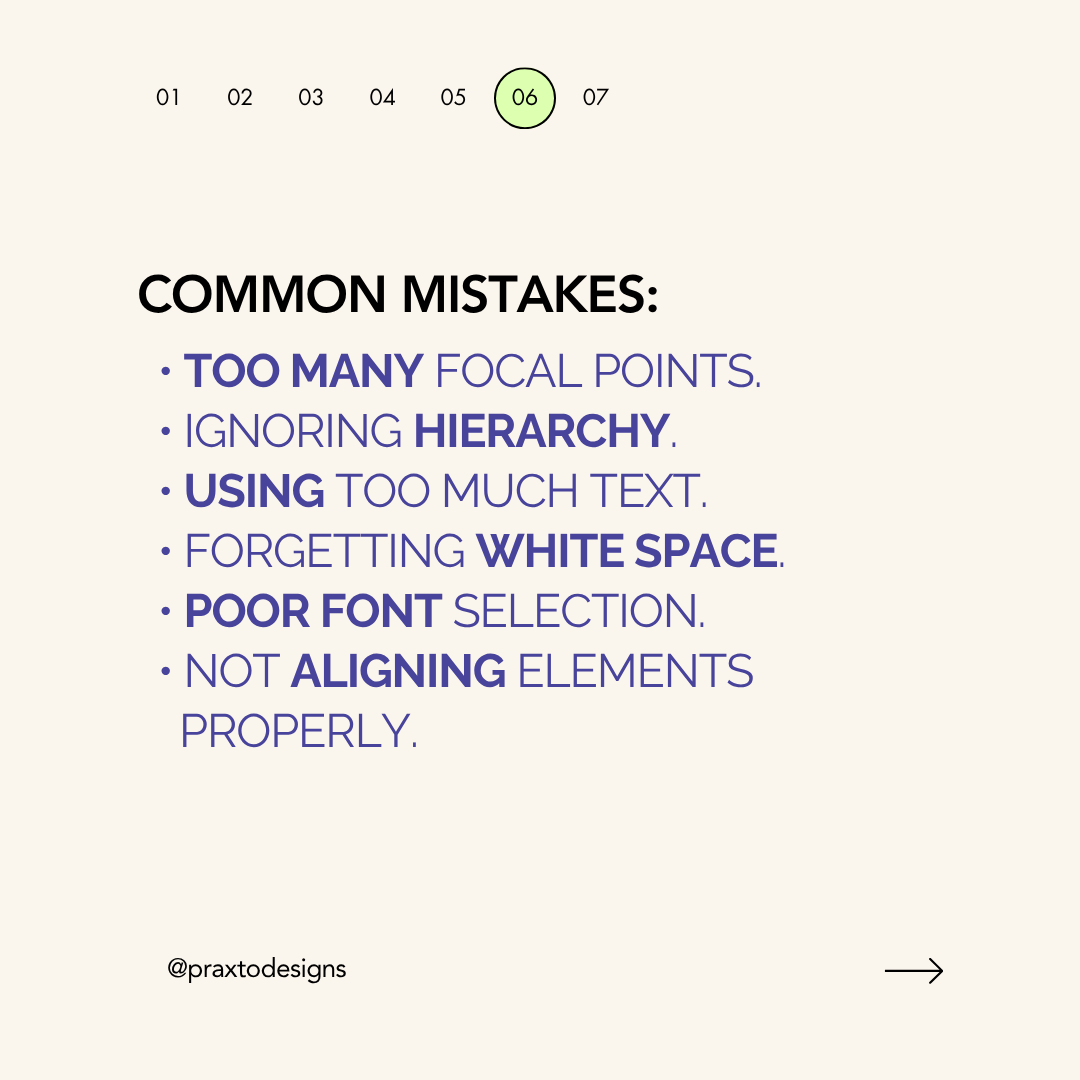 01 02 03 04 05 06 07
COMMON MISTAKES:
• TOO MANY FOCAL POINTS.
• IGNORING HIERARCHY.
• USING TOO MUCH TEXT.
• FORGETTING WHITE SPACE.
• POOR FONT SELECTION.
• NOT ALIGNING ELEMENTS
PROPERLY.
@praxtodesigns